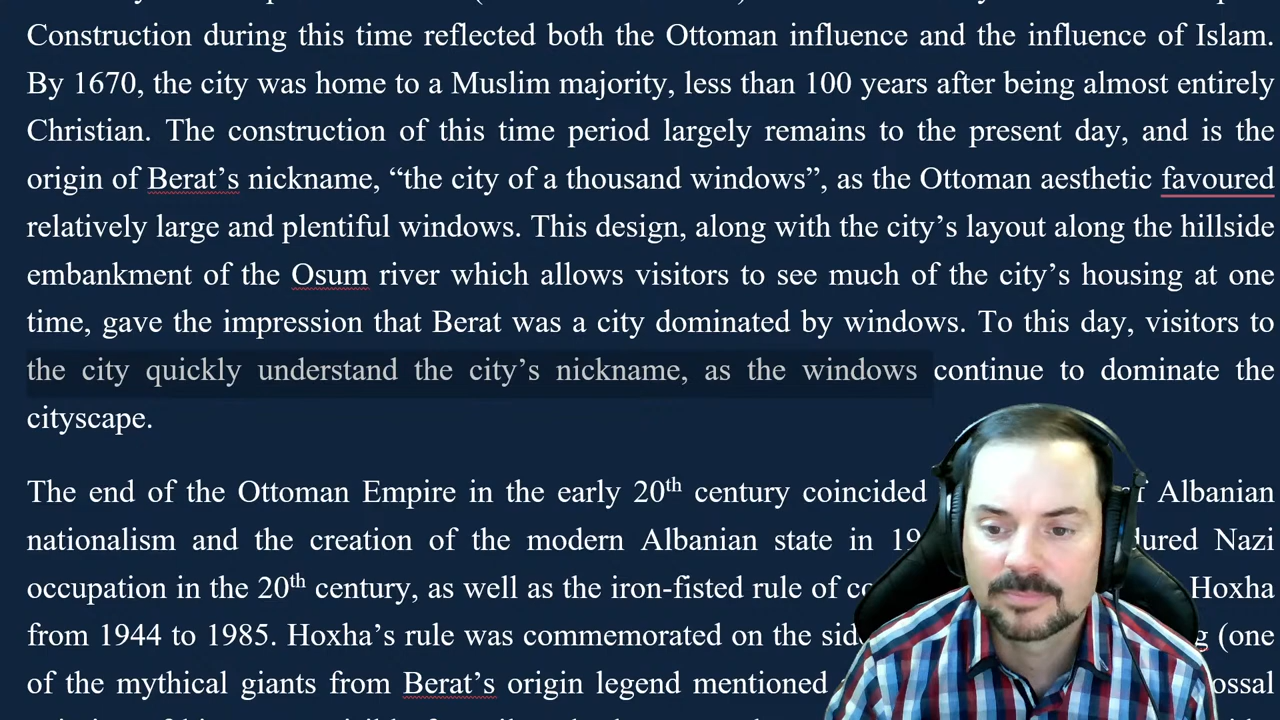 Construction during this time reflected both the Ottoman influence and the influence of Islam.
By 1670, the city was home to a Muslim majority, less than 100 years after being almost entirely
Christian. The construction of this time period largely remains to the present day, and is the
origin of Berat’s nickname, “the city of a thousand windows”, as the Ottoman aesthetic favoured
relatively large and plentiful windows. This design, along with the city’s layout along the hillside
embankment of the Osum river which allows visitors to see much of the city’s housing at one
time, gave the impression that Berat was a city dominated by windows. To this day, visitors to
the city quickly understand the city’s nickname, as the windows continue to dominate the
cityscape.
The end of the Ottoman Empire in the early 20th century coincided Albanian
nationalism and the creation of the modern Albanian state in 19 Nazi
occupation in the 20th century, as well as the iron-fisted rule of Hoxha
from 1944 to 1985. Hoxha’s rule was commemorated on the (one
of the mythical giants from Berat’s origin legend mentioned